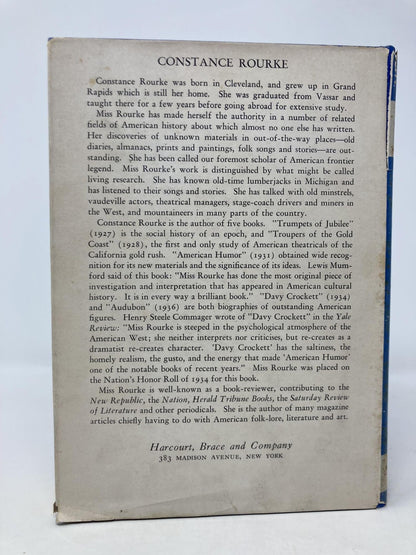 CONSTANCE ROURKE
Constance Rourke was born in Cleveland, and grew up in Grand
Rapids which is still her home. She was graduated from Vassar and
taught there for a few years before going abroad for extensive study.
Miss Rourke has made herself the authority in a number of related
fields of American history about which almost no one else has written.
Her discoveries of unknown materials in out-of-the-way places—old
diaries, almanacs, prints and paintings, folk songs and stories—are out-
standing. She has been called our foremost scholar of American frontier
legend. Miss Rourke's work is distinguished by what might be called
living research. She has known old-time lumberjacks in Michigan and
has listened to their songs and stories. She has talked with old minstrels,
vaudeville actors, theatrical managers, stage-coach drivers and miners in
the West, and mountaineers in many parts of the country.
Constance Rourke is the author of five books. "Trumpets of Jubilee"
(1927) is the social history of an epoch, and "Troupers of the Gold
Coast" (1928), the first and only study of American theatricals of the
California gold rush. "American Humor" (1931) obtained wide recog-
nition for its new materials and the significance of its ideas. Lewis Mum-
ford said of this book: "Miss Rourke has done the most original piece of
investigation and interpretation that has appeared in American cultural
history. It is in every way a brilliant book." "Davy Crockett" (1934)
and "Audubon" (1936) are both biographies of outstanding American
figures. Henry Steele Commager wrote of "Davy Crockett" in the Yale
Review: "Miss Rourke is steeped in the psychological atmosphere of the
American West; she neither interprets nor criticises, but re-creates as a
dramatist re-creates character. 'Davy Crockett' has the saltiness, the
homely realism, the gusto, and the energy that made 'American Humor'
one of the notable books of recent years." Miss Rourke was placed on
the Nation's Honor Roll of 1934 for this book.
Miss Rourke is well-known as a book-reviewer, contributing to the
New Republic, the Nation, Herald Tribune Books, the Saturday Review
of Literature and other periodicals. She is the author of many magazine
articles chiefly having to do with American folk-lore, literature and art.
Harcourt, Brace and Company
383 MADISON AVENUE, NEW YORK